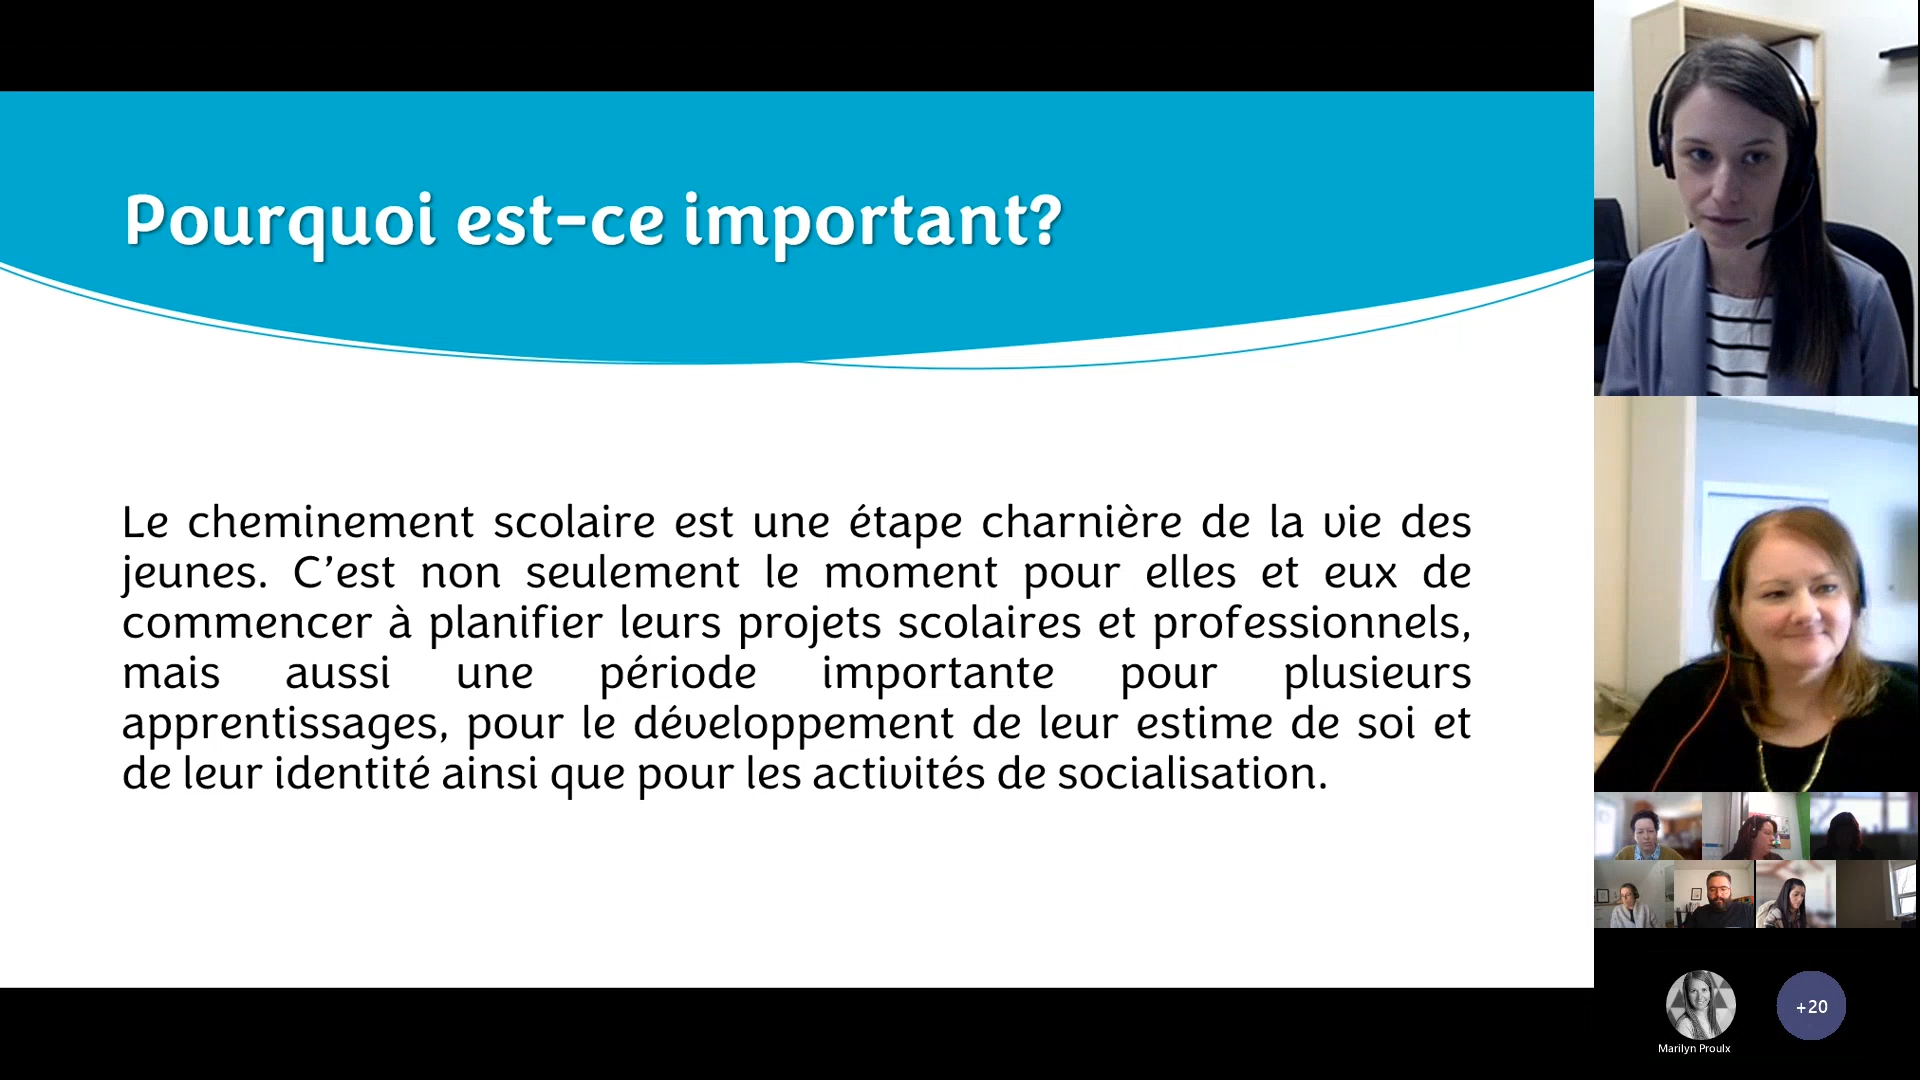 Pourquoi est-ce important?
Le cheminement scolaire est une étape charnière de la vie des
jeunes. C’est non seulement le moment pour elles et eux de
commencer à planifier leurs projets scolaires et professionnels,
mais aussi une période importante pour plusieurs
apprentissages, pour le développement de leur estime de soi et
de leur identité ainsi que pour les activités de socialisation.
+20
Marilyn Proulx